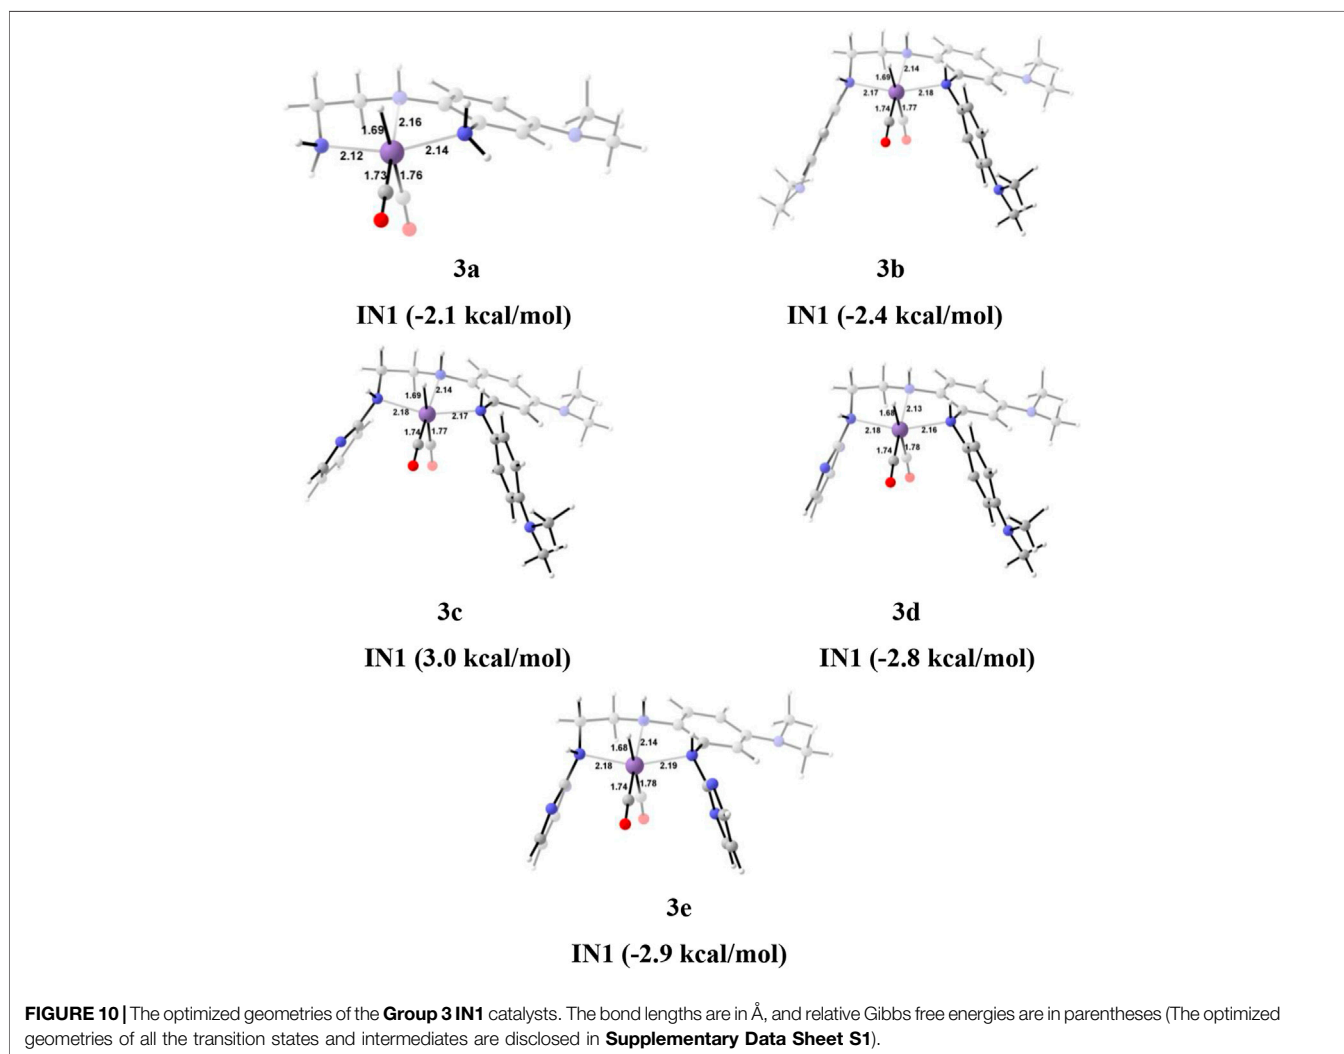 1.69
2.16
2.12
2.14
1.73
1.76
3a
IN1 (-2.1 kcal/mol)
1.69
2.14
2.17
2.18
1.74
1.77
3b
IN1 (-2.4 kcal/mol)
1.69
2.14
2.18
2.17
1.74
1.77
3c
IN1 (3.0 kcal/mol)
1.68
2.13
2.18
2.16
1.74
1.78
3d
IN1 (-2.8 kcal/mol)
1.68
2.14
2.18
2.19
1.74
1.78
3e
IN1 (-2.9 kcal/mol)
FIGURE 10 | The optimized geometries of the Group 3 IN1 catalysts. The bond lengths are in Å, and relative Gibbs free energies are in parentheses (The optimized
geometries of all the transition states and intermediates are disclosed in Supplementary Data Sheet S1).